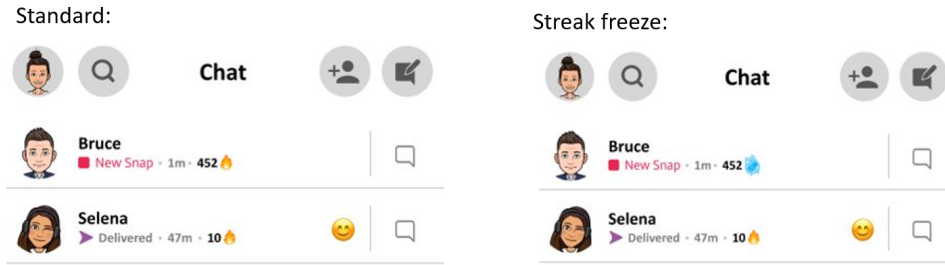 Standard:
Chat
Bruce
New Snap · 1m · 452
Selena
Delivered · 47m · 10
Streak freeze:
Chat
Bruce
New Snap · 1m · 452
Selena
Delivered · 47m · 10